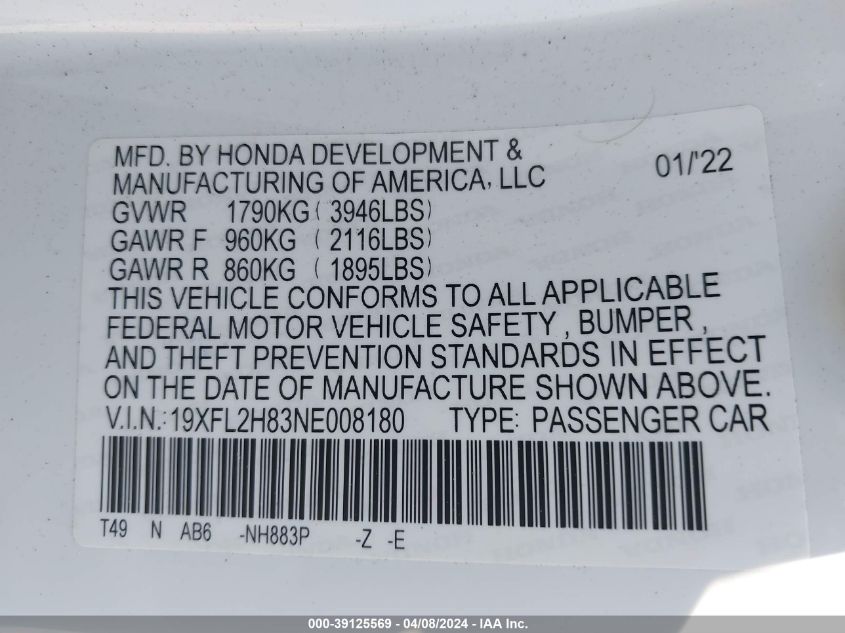 MFD. BY HONDA DEVELOPMENT &
MANUFACTURING OF AMERICA, LLC
01/'22
GVWR 1790KG ( 3946LBS)
GAWR F 960KG ( 2116LBS)
GAWR R 860KG ( 1895LBS)
THIS VEHICLE CONFORMS TO ALL APPLICABLE
FEDERAL MOTOR VEHICLE SAFETY , BUMPER ,
AND THEFT PREVENTION STANDARDS IN EFFECT
ON THE DATE OF MANUFACTURE SHOWN ABOVE.
V.I.N.:19XFL2H83NE008180 TYPE: PASSENGER CAR
T49 N AB6 -NH883P -Z -E
000-39125569 - 04/08/2024 - IAA Inc.